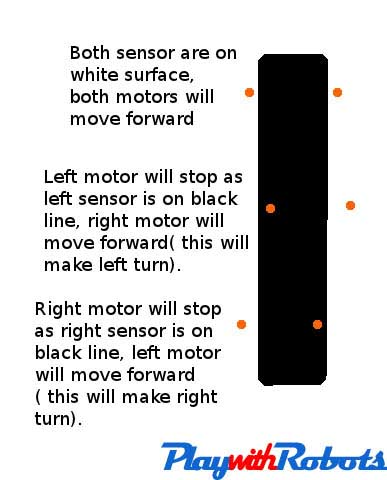 Both sensor are on
white surface,
both motors will
move forward
Left motor will stop as
left sensor is on black
line, right motor will
move forward( this will
make left turn).
Right motor will stop
as right sensor is on
black line, left motor
will move forward
( this will make right
turn).
PlaywithRobots